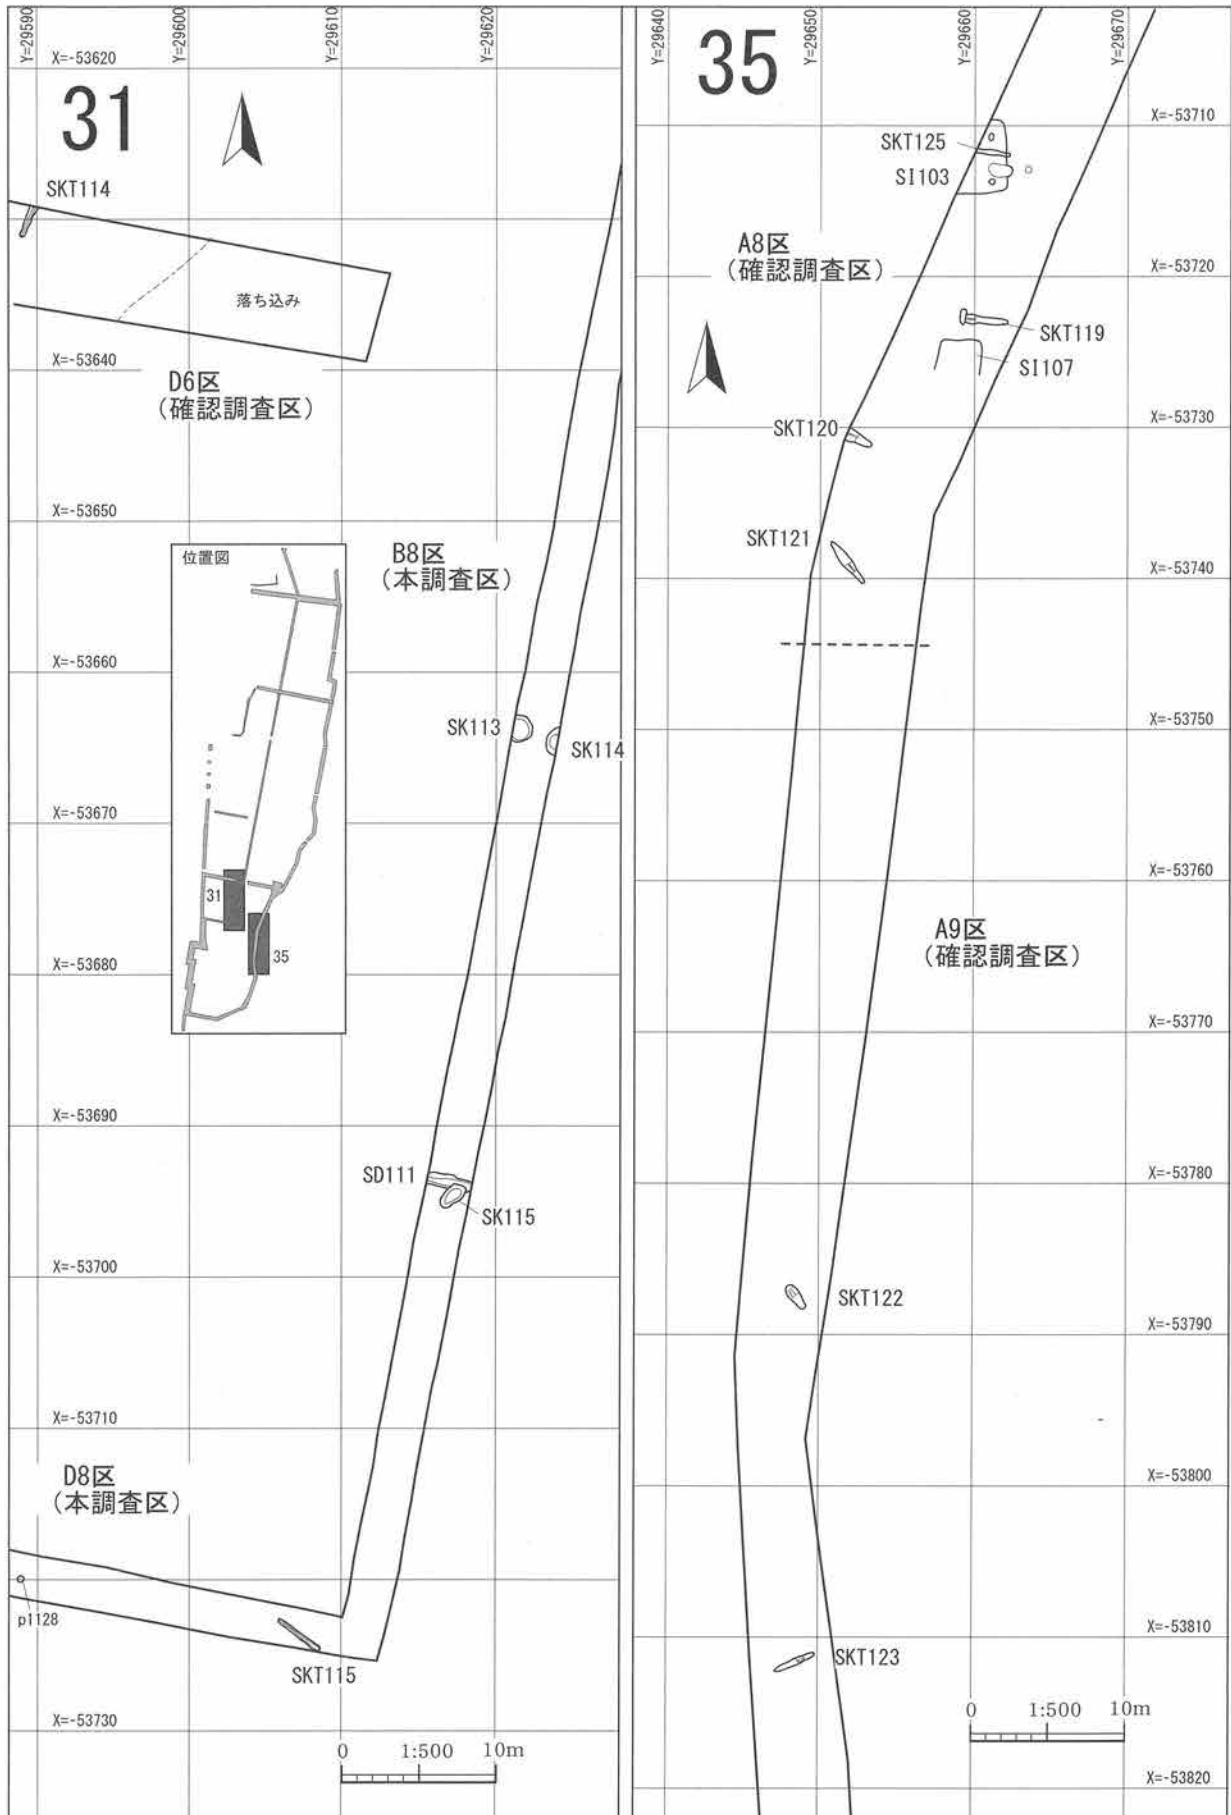 Y=29590
Y=29600
Y=29610
Y=29620
X=-53620
31
SKT114
落ち込み
X=-53640
D6区
(確認調査区)
X=-53650
位置図
31
35
B8区
(本調査区)
X=-53660
SK113
SK114
X=-53670
X=-53680
X=-53690
SD111
SK115
X=-53700
X=-53710
D8区
(本調査区)
p1128
SKT115
X=-53730
0 1:500 10m
Y=29640
Y=29650
Y=29660
Y=29670
35
X=-53710
SKT125
SI103
A8区
(確認調査区)
X=-53720
SKT119
SI107
X=-53730
SKT120
SKT121
X=-53740
X=-53750
X=-53760
A9区
(確認調査区)
X=-53770
X=-53780
SKT122
X=-53790
X=-53800
X=-53810
SKT123
0 1:500 10m
X=-53820